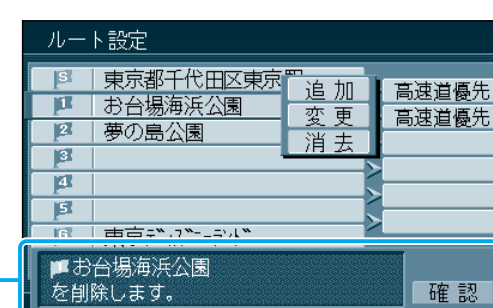 ルート設定
S 東京都千代田区東京
1 お台場海浜公園
2 夢の島公園
3
4
5
G
追加
変更
消去
高速道優先
高速道優先
お台場海浜公園
を削除します。
確認